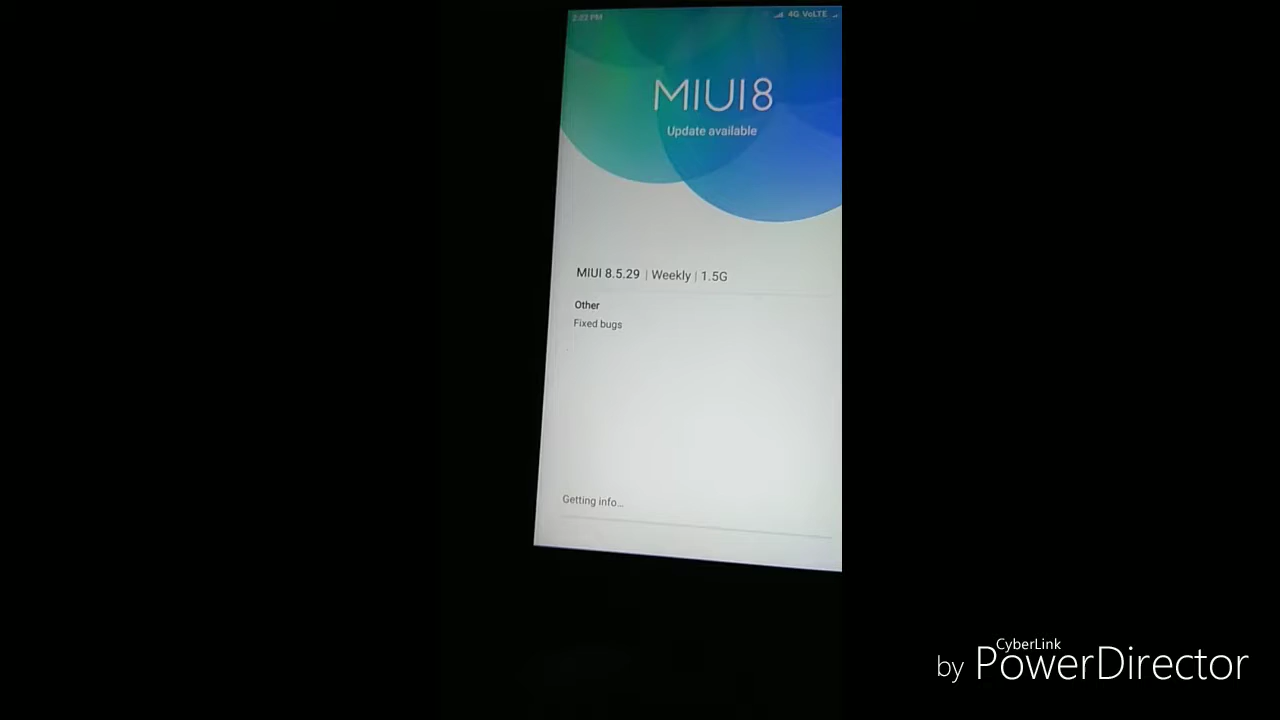 2:23 PM 4G VoLTE
MIUI8
Update available
MIUI 8.5.29 | Weekly | 1.5G
Other
Fixed bugs
Getting info...
CyberLink
by PowerDirector